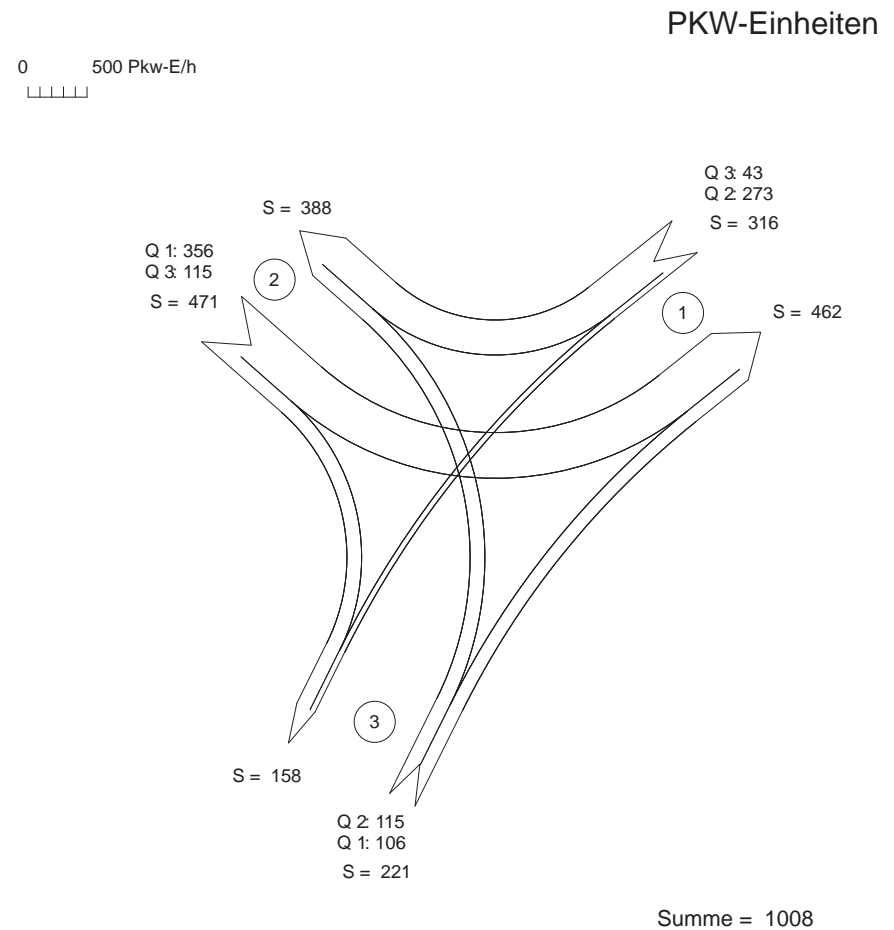 PKW-Einheiten
0 500 Pkw-E/h
Q 3: 43
Q 2: 273
S = 316
S = 388
Q 1: 356
Q 3: 115
S = 471
2
1
S = 462
3
S = 158
Q 2: 115
Q 1: 106
S = 221
Summe = 1008